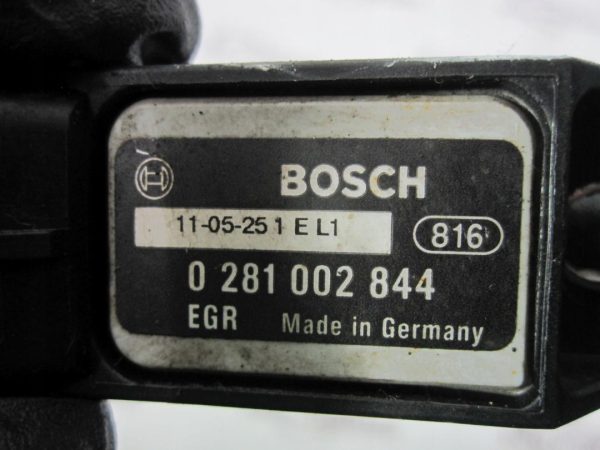 BOSCH
11-05-25 1 E L1
816
0 281 002 844
EGR Made in Germany